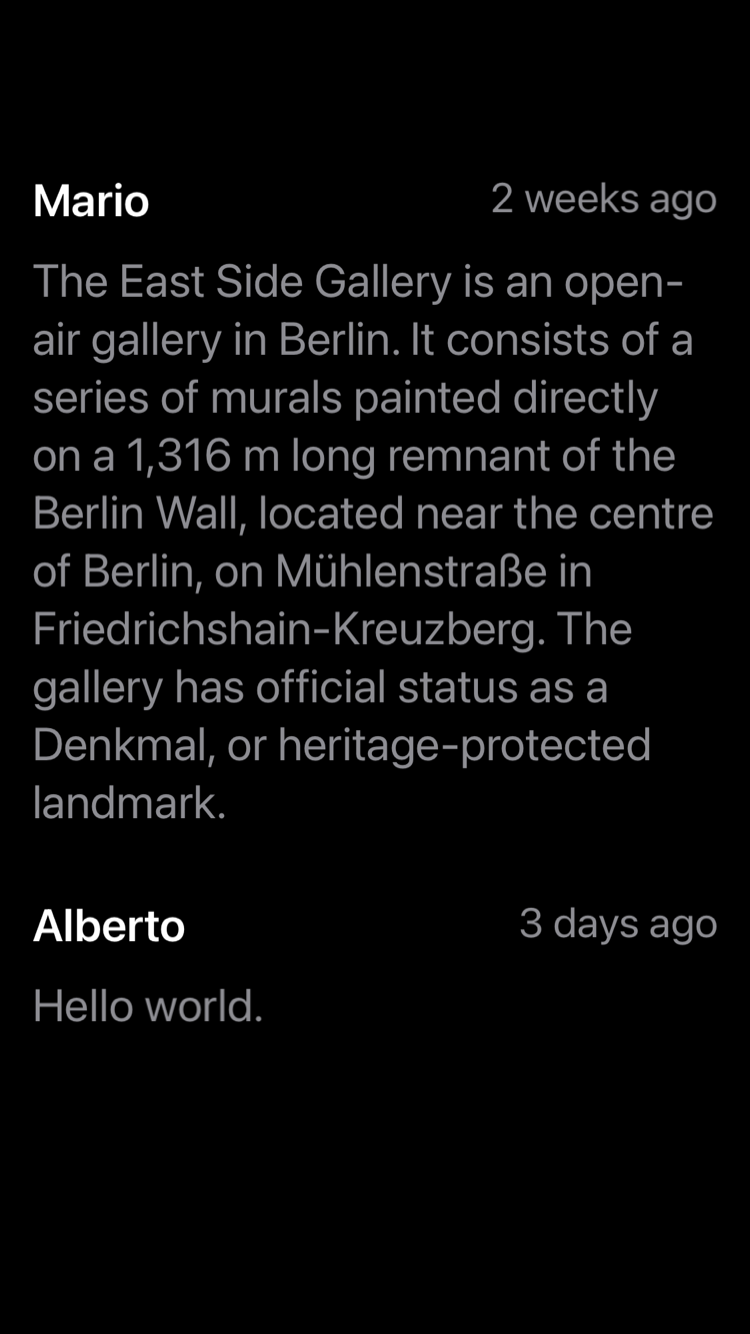 Mario 2 weeks ago
The East Side Gallery is an open-
air gallery in Berlin. It consists of a
series of murals painted directly
on a 1,316 m long remnant of the
Berlin Wall, located near the centre
of Berlin, on Mühlenstraße in
Friedrichshain-Kreuzberg. The
gallery has official status as a
Denkmal, or heritage-protected
landmark.
Alberto 3 days ago
Hello world.